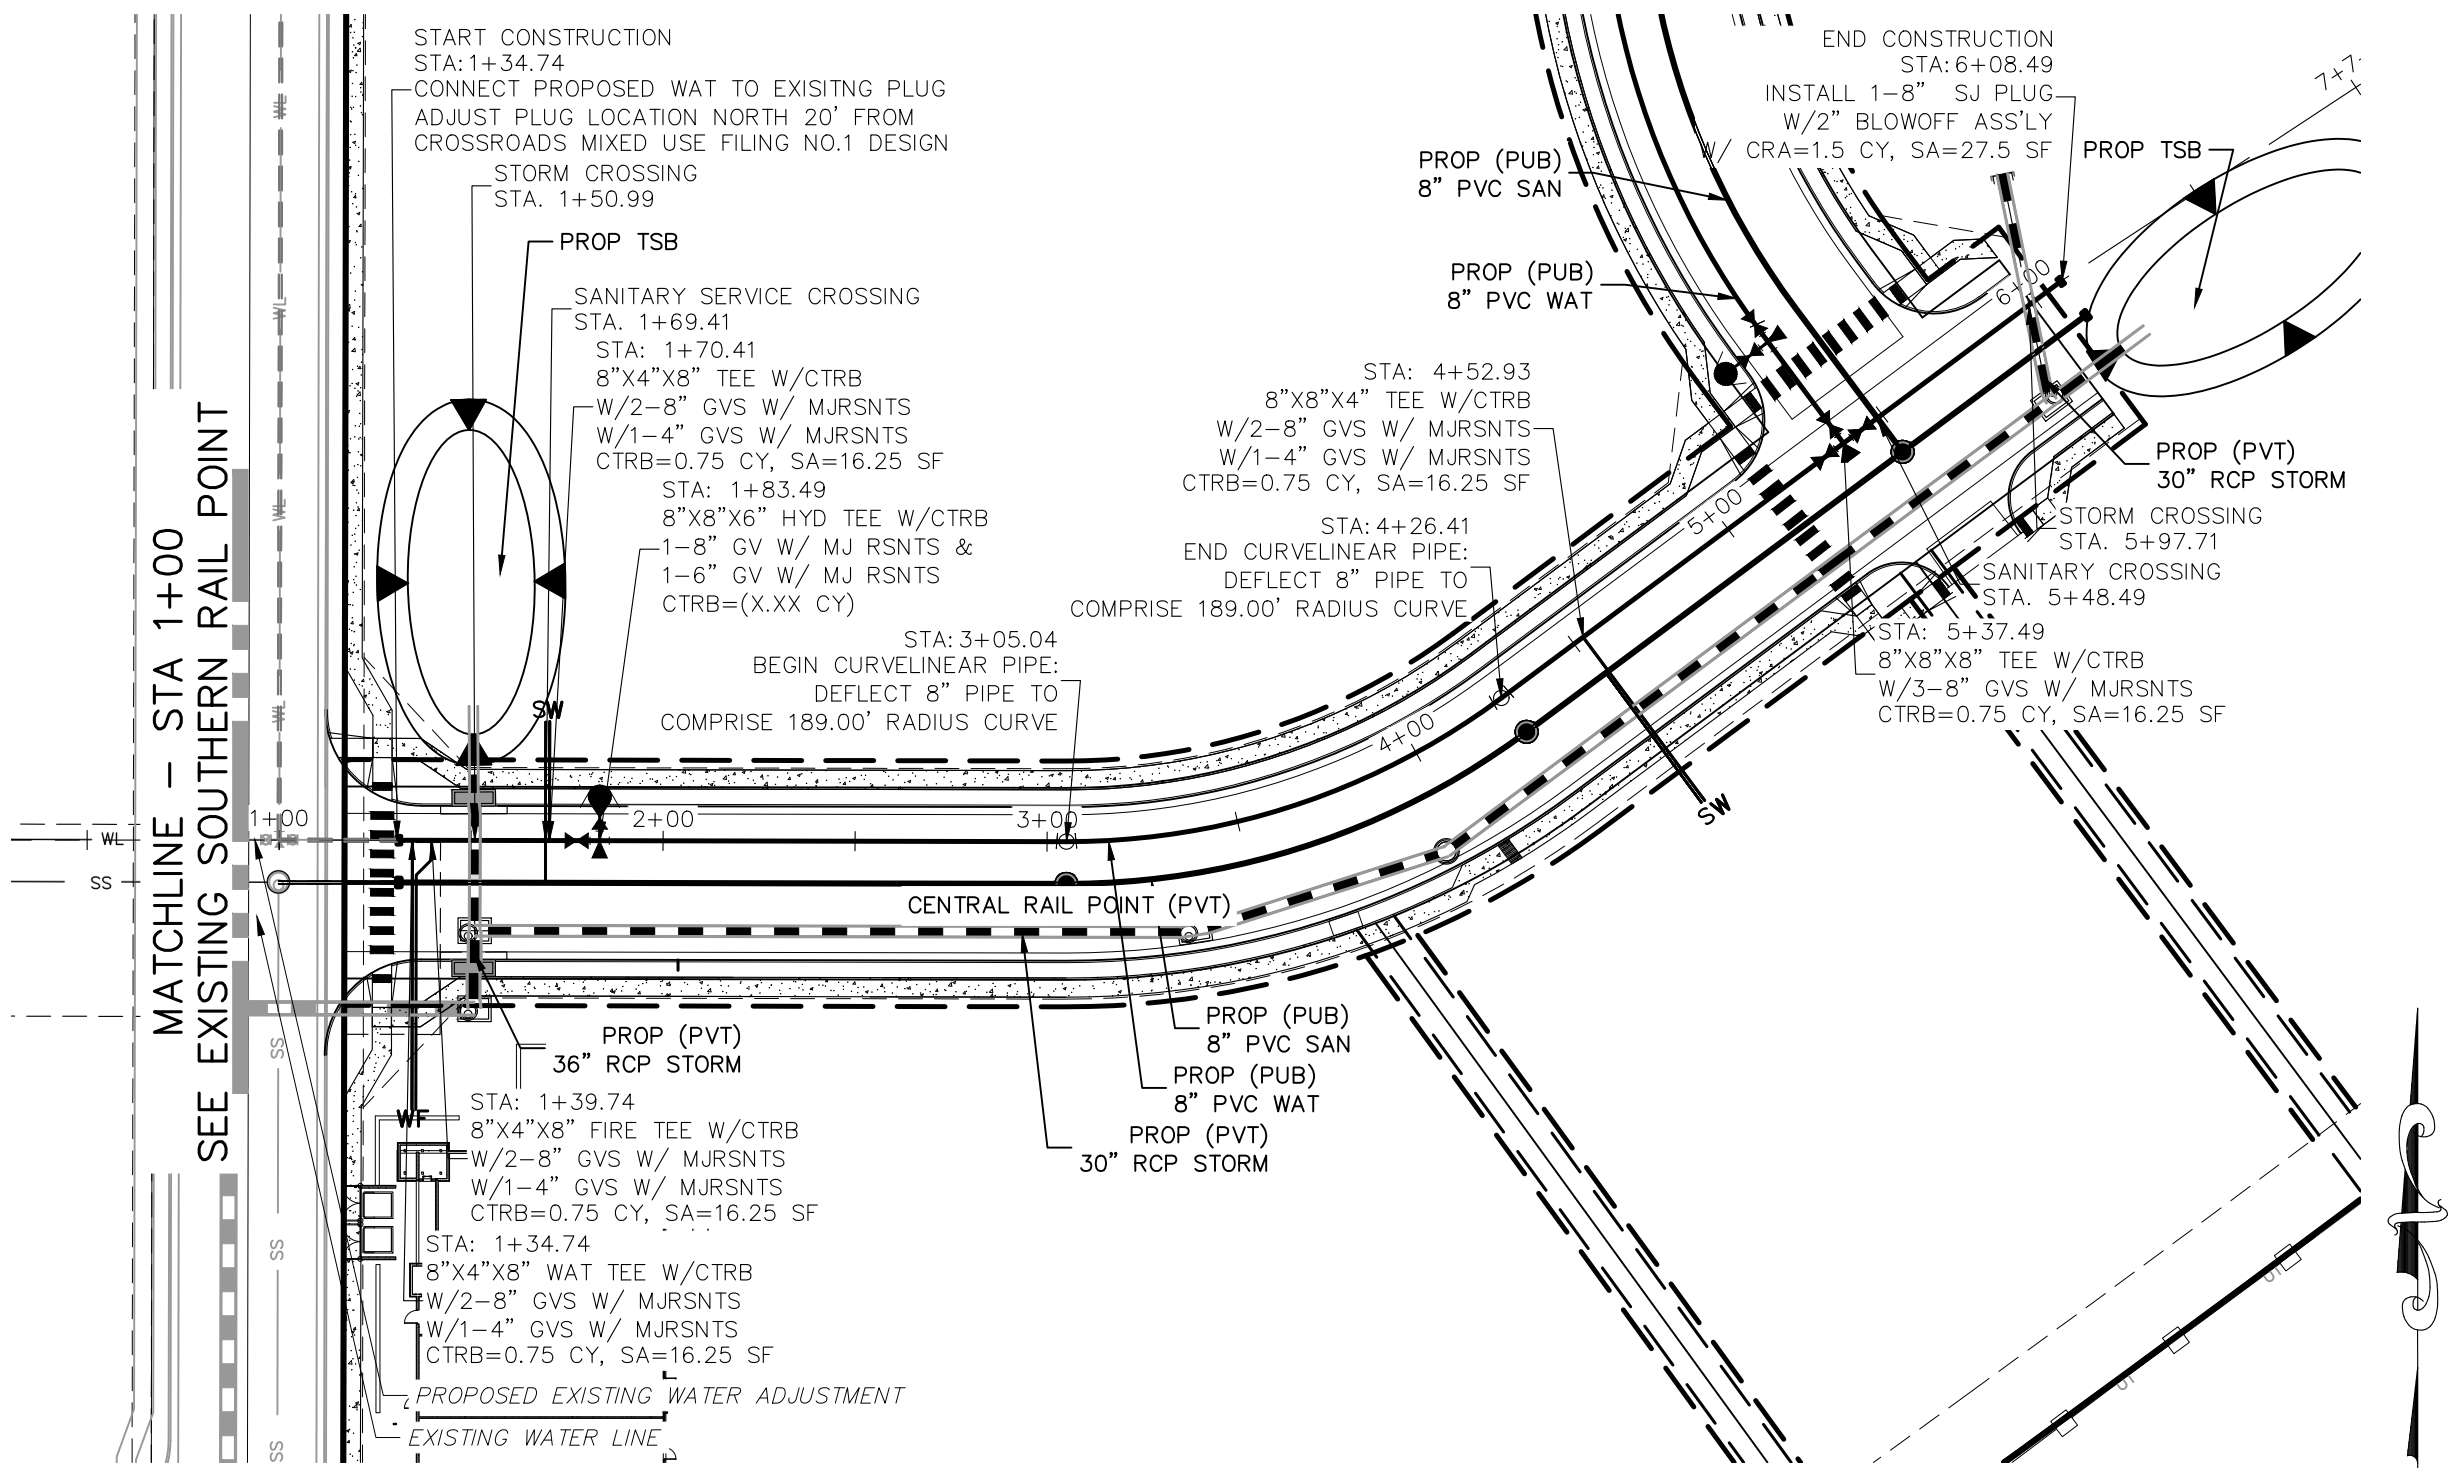 START CONSTRUCTION
STA:1+34.74
CONNECT PROPOSED WAT TO EXISITNG PLUG
ADJUST PLUG LOCATION NORTH 20' FROM
CROSSROADS MIXED USE FILING NO.1 DESIGN
STORM CROSSING
STA. 1+50.99
PROP TSB
SANITARY SERVICE CROSSING
STA. 1+69.41
STA: 1+70.41
8"X4"X8" TEE W/CTRB
W/2-8" GVS W/ MJRSNTS
W/1-4" GVS W/ MJRSNTS
CTRB=0.75 CY, SA=16.25 SF
STA: 1+83.49
8"X8"X6" HYD TEE W/CTRB
1-8" GV W/ MJ RSNTS &
1-6" GV W/ MJ RSNTS
CTRB=(X.XX CY)
STA:3+05.04
BEGIN CURVELINEAR PIPE:
DEFLECT 8" PIPE TO
COMPRISE 189.00' RADIUS CURVE
END CONSTRUCTION
STA:6+08.49
INSTALL 1-8" SJ PLUG
W/2" BLOWOFF ASS'LY
W/ CRA=1.5 CY, SA=27.5 SF
PROP TSB
7+7
PROP (PUB)
8" PVC SAN
PROP (PUB)
8" PVC WAT
STA: 4+52.93
8"X8"X4" TEE W/CTRB
W/2-8" GVS W/ MJRSNTS
W/1-4" GVS W/ MJRSNTS
CTRB=0.75 CY, SA=16.25 SF
STA:4+26.41
END CURVELINEAR PIPE:
DEFLECT 8" PIPE TO
COMPRISE 189.00' RADIUS CURVE
PROP (PVT)
30" RCP STORM
STORM CROSSING
STA. 5+97.71
SANITARY CROSSING
STA. 5+48.49
STA: 5+37.49
8"X8"X8" TEE W/CTRB
W/3-8" GVS W/ MJRSNTS
CTRB=0.75 CY, SA=16.25 SF
MATCHLINE - STA 1+00
SEE EXISTING SOUTHERN RAIL POINT
WL
WL
WL
WL
WL
SS
SS
SS
SS
1+00
2+00
3+00
4+00
5+00
6+00
SW
SW
WF
CENTRAL RAIL POINT (PVT)
PROP (PVT)
36" RCP STORM
PROP (PUB)
8" PVC SAN
PROP (PUB)
8" PVC WAT
PROP (PVT)
30" RCP STORM
STA: 1+39.74
8"X4"X8" FIRE TEE W/CTRB
W/2-8" GVS W/ MJRSNTS
W/1-4" GVS W/ MJRSNTS
CTRB=0.75 CY, SA=16.25 SF
STA: 1+34.74
8"X4"X8" WAT TEE W/CTRB
W/2-8" GVS W/ MJRSNTS
W/1-4" GVS W/ MJRSNTS
CTRB=0.75 CY, SA=16.25 SF
PROPOSED EXISTING WATER ADJUSTMENT
EXISTING WATER LINE